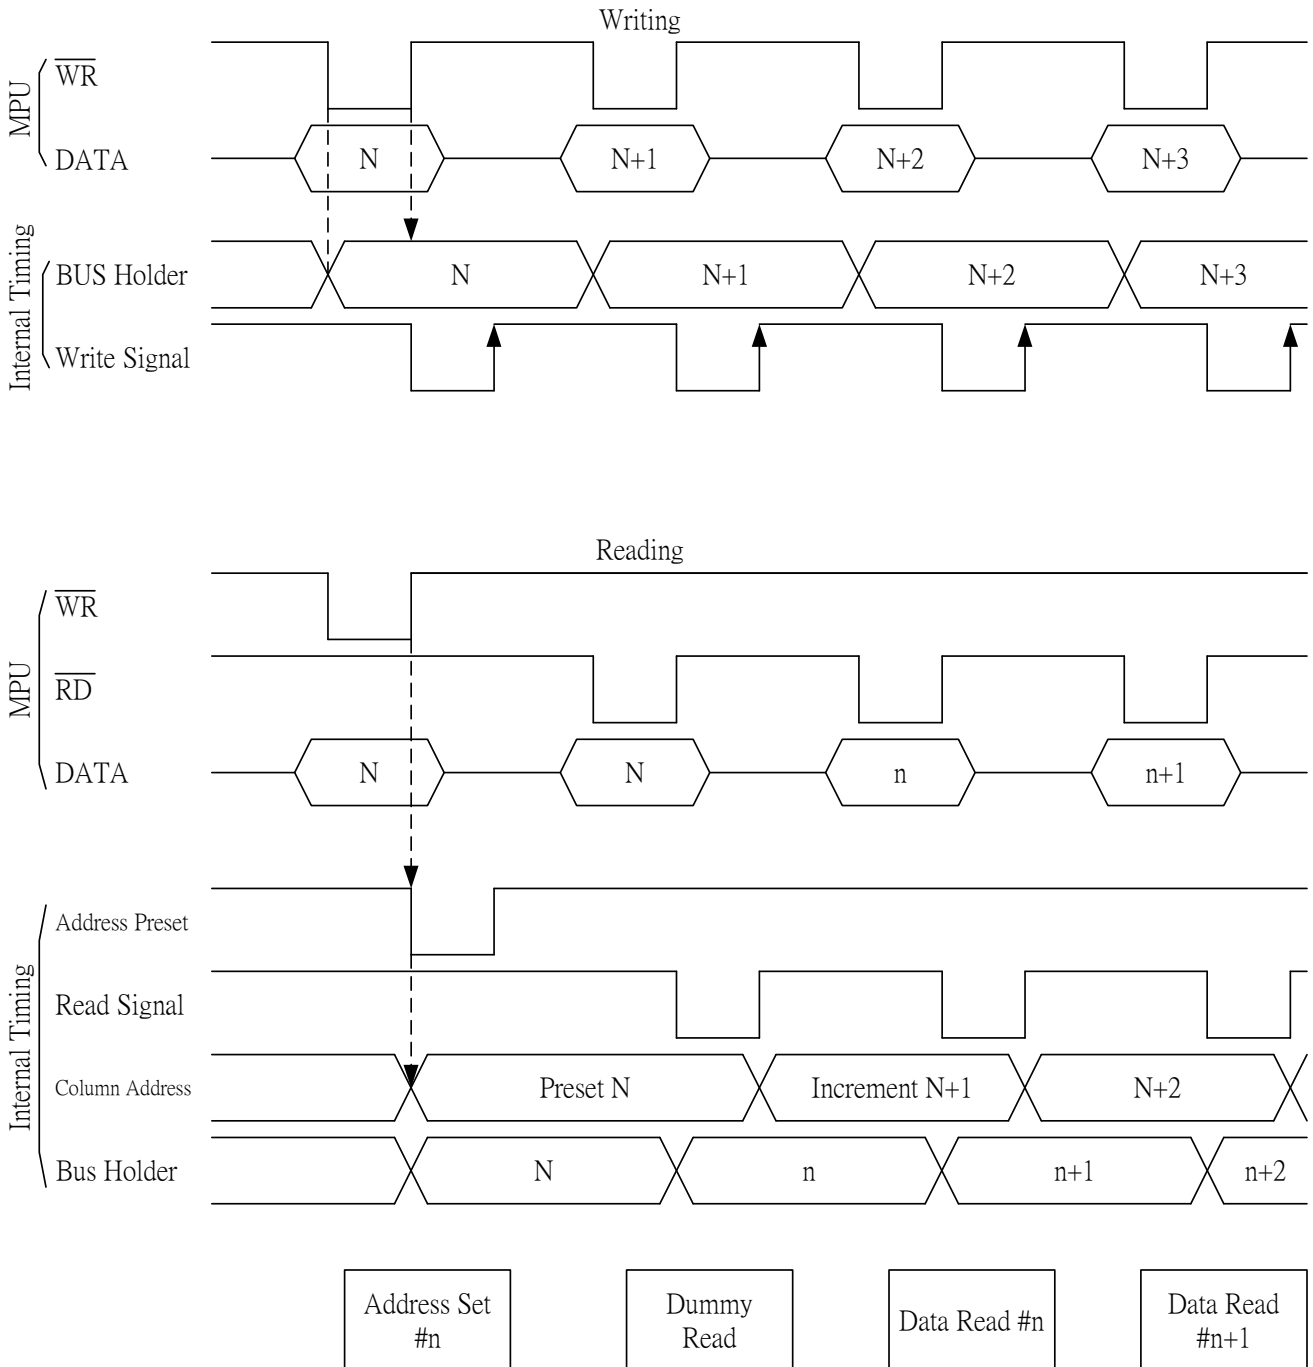 Writing
MPU
WR
DATA
N
N+1
N+2
N+3
Internal Timing
BUS Holder
N
N+1
N+2
N+3
Write Signal
Reading
MPU
WR
RD
DATA
N
N
n
n+1
Internal Timing
Address Preset
Read Signal
Column Address
Preset N
Increment N+1
N+2
Bus Holder
N
n
n+1
n+2
Address Set
#n
Dummy
Read
Data Read #n
Data Read
#n+1